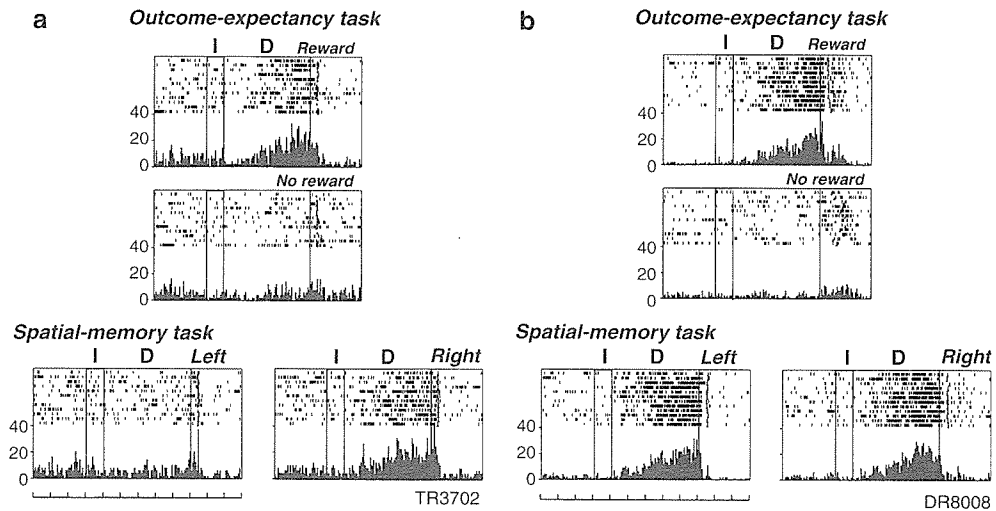 a
Outcome-expectancy task
I D Reward
40
20
0
No reward
40
20
0
Spatial-memory task
I D Left
40
20
0
I D Right
TR3702
b
Outcome-expectancy task
I D Reward
40
20
0
No reward
40
20
0
Spatial-memory task
I D Left
40
20
0
I D Right
DR8008